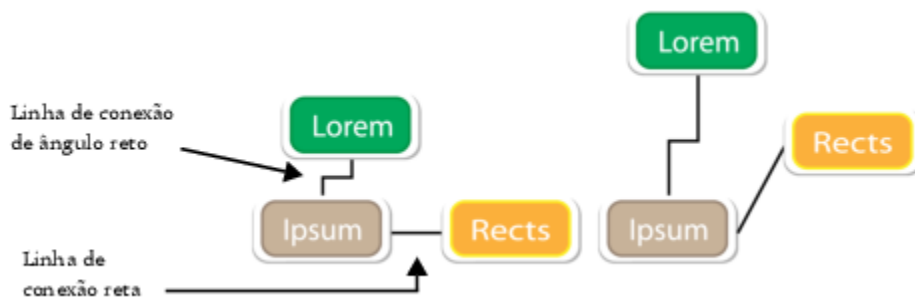 Lorem
Linha de conexão
de ângulo reto
Lorem
Rects
Ipsum
Rects
Ipsum
Linha de
conexão reta